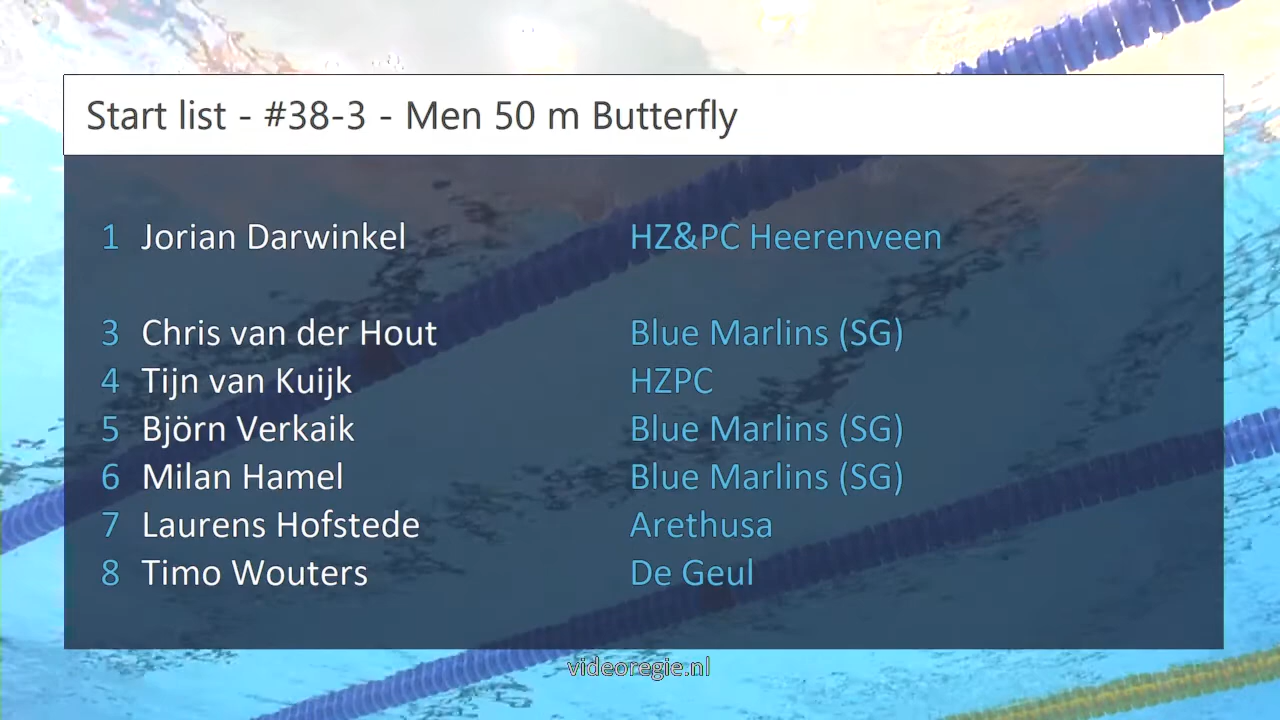 Start list - #38-3 - Men 50 m Butterfly
1 Jorian Darwinkel HZ&PC Heerenveen
3 Chris van der Hout Blue Marlins (SG)
4 Tijn van Kuijk HZPC
5 Björn Verkaik Blue Marlins (SG)
6 Milan Hamel Blue Marlins (SG)
7 Laurens Hofstede Arethusa
8 Timo Wouters De Geul
videoregie.nl